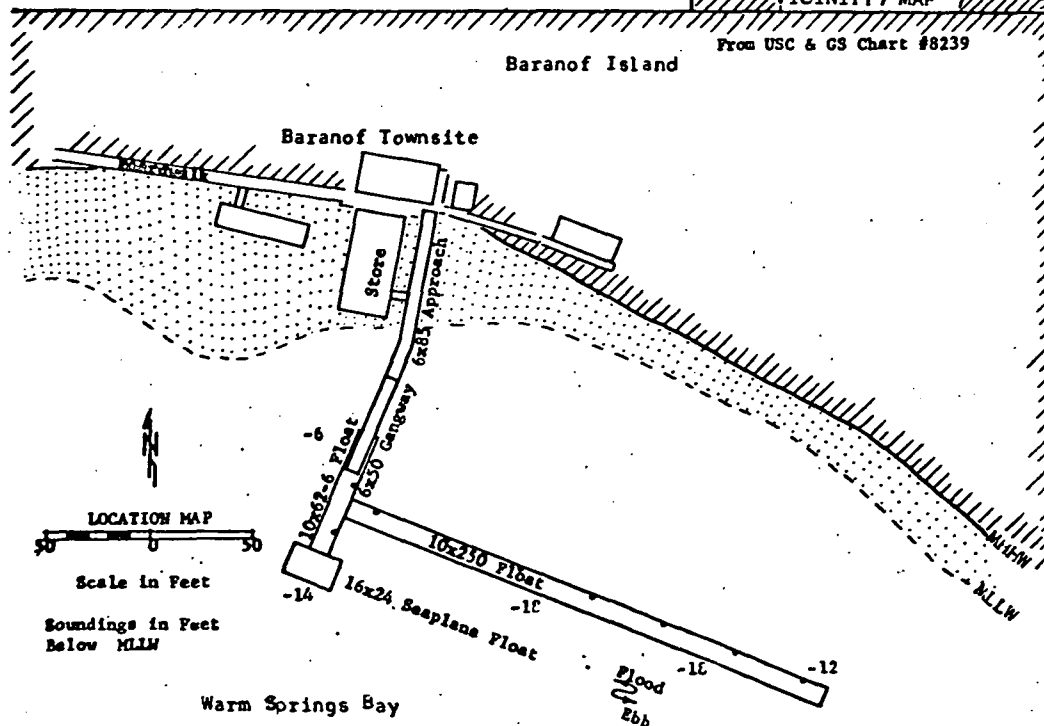 VICINITY MAP
From USC & GS Chart #8239
Baranof Island
Baranof Townsite
Boardwalk
Store
6x85 Approach
-6
10x62-6 Float
6x50 Gangway
LOCATION MAP
50 0 50
Scale in Feet
Soundings in Feet
Below MLLW
10x250 Float
-14
16x24 Seaplane Float
-18
-18
-12
MHHW
MLLW
Flood
Ebb
Warm Springs Bay